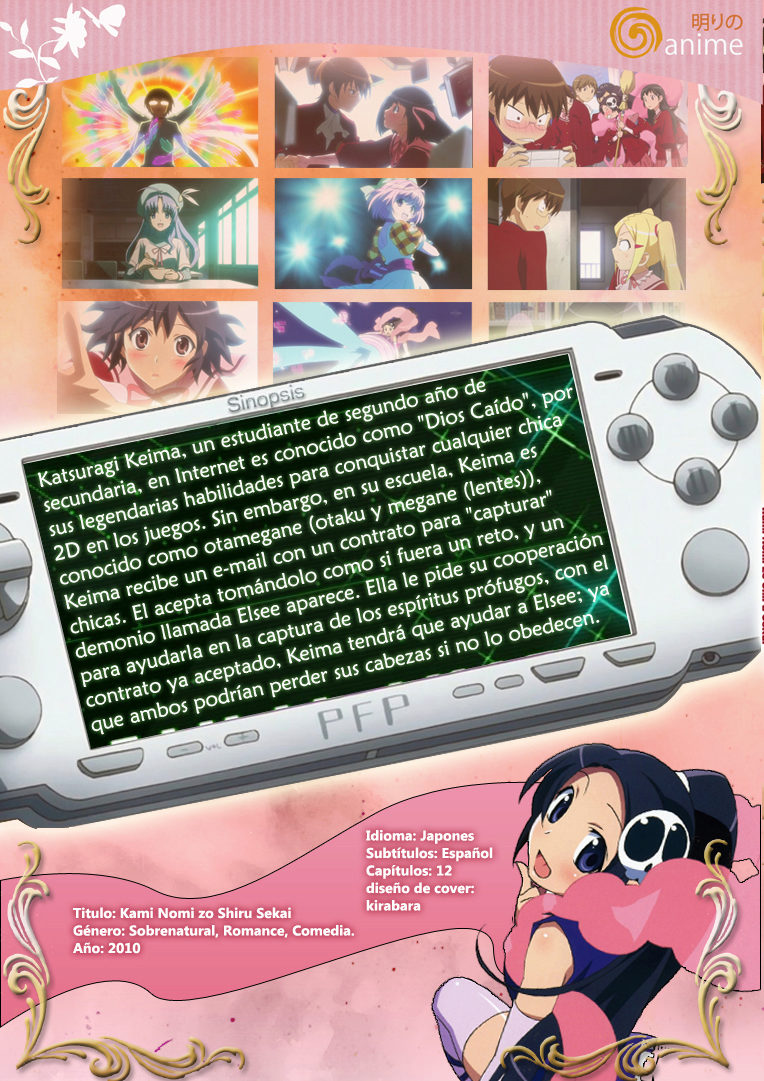 明りの
anime
Sinopsis
Katsuragi Keima, un estudiante de segundo año de
secundaria, en Internet es conocido como "Dios Caído", por
sus legendarias habilidades para conquistar cualquier chica
2D en los juegos. Sin embargo, en su escuela, Keima es
conocido como otamegane (otaku y megane (lentes)),
Keima recibe un e-mail con un contrato para "capturar"
chicas. El acepta tomándolo como si fuera un reto, y un
demonio llamada Elsee aparece. Ella le pide su cooperación
para ayudarla en la captura de los espíritus prófugos, con el
contrato ya aceptado, Keima tendrá que ayudar a Elsee; ya
que ambos podrían perder sus cabezas si no lo obedecen.
PFP
- VOL +
Idioma: Japones
Subtítulos: Español
Capítulos: 12
diseño de cover:
kirabara
Titulo: Kami Nomi zo Shiru Sekai
Género: Sobrenatural, Romance, Comedia.
Año: 2010